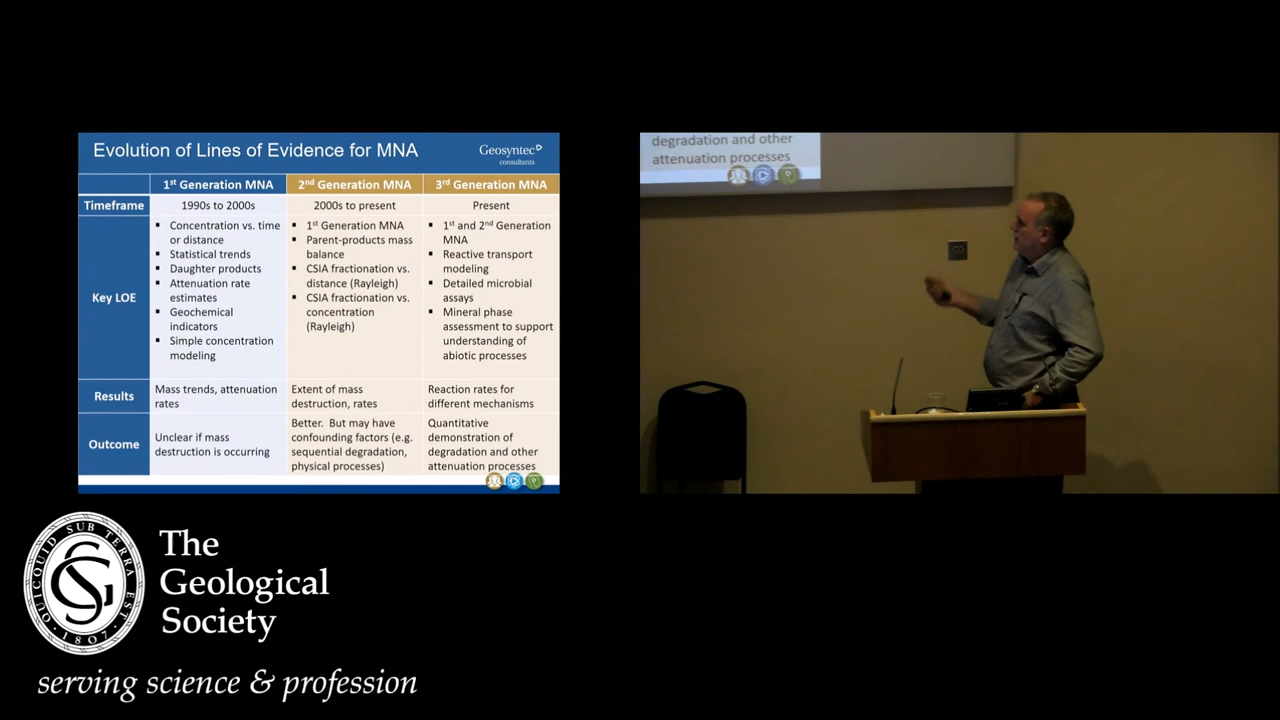 Evolution of Lines of Evidence for MNA
Geosyntec
consultants
1st Generation MNA
2nd Generation MNA
3rd Generation MNA
Timeframe
1990s to 2000s
2000s to present
Present
Key LOE
▪ Concentration vs. time
or distance
▪ Statistical trends
▪ Daughter products
▪ Attenuation rate
estimates
▪ Geochemical
indicators
▪ Simple concentration
modeling
▪ 1st Generation MNA
▪ Parent-products mass
balance
▪ CSIA fractionation vs.
distance (Rayleigh)
▪ CSIA fractionation vs.
concentration
(Rayleigh)
▪ 1st and 2nd Generation
MNA
▪ Reactive transport
modeling
▪ Detailed microbial
assays
▪ Mineral phase
assessment to support
understanding of
abiotic processes
Results
Mass trends, attenuation
rates
Extent of mass
destruction, rates
Reaction rates for
different mechanisms
Outcome
Unclear if mass
destruction is occurring
Better. But may have
confounding factors (e.g.
sequential degradation,
physical processes)
Quantitative
demonstration of
degradation and other
attenuation processes
degradation and other
attenuation processes
QUICQUID SUB TERRA EST
1807
The
Geological
Society
serving science & profession